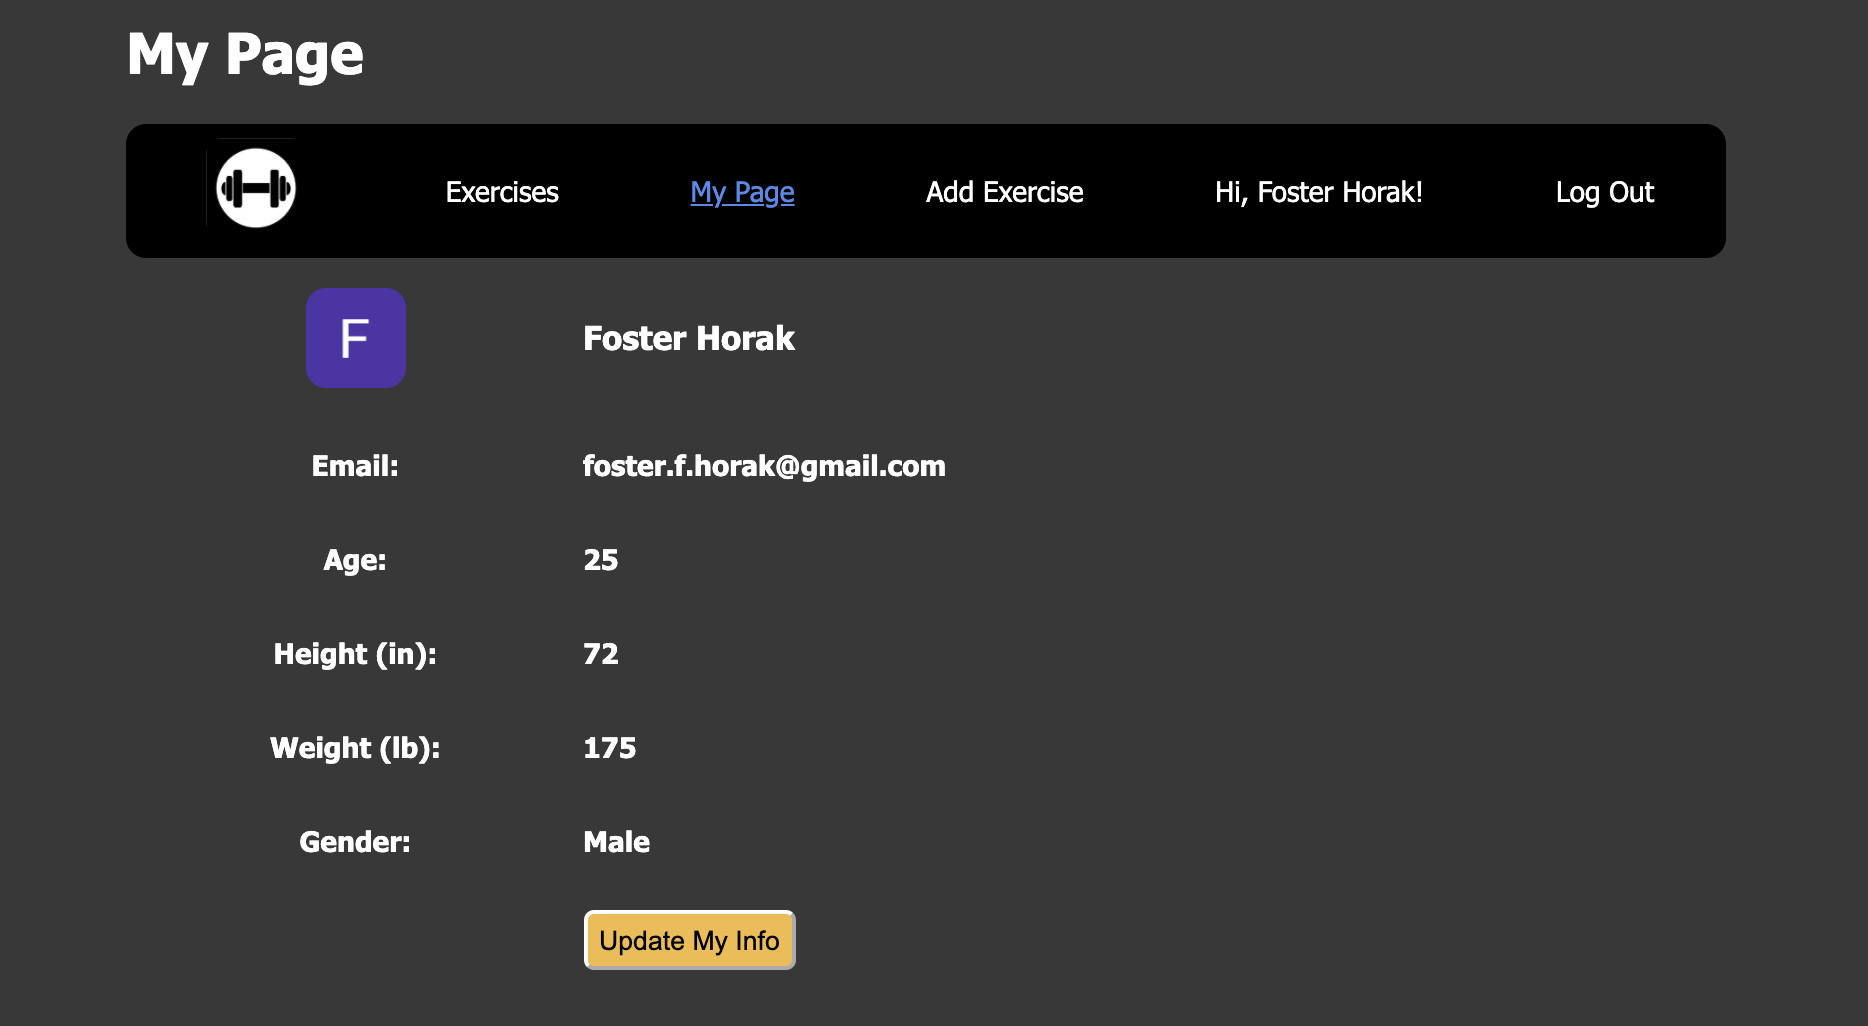 My Page
Exercises My Page Add Exercise Hi, Foster Horak! Log Out
F Foster Horak
Email: foster.f.horak@gmail.com
Age: 25
Height (in): 72
Weight (lb): 175
Gender: Male
Update My Info